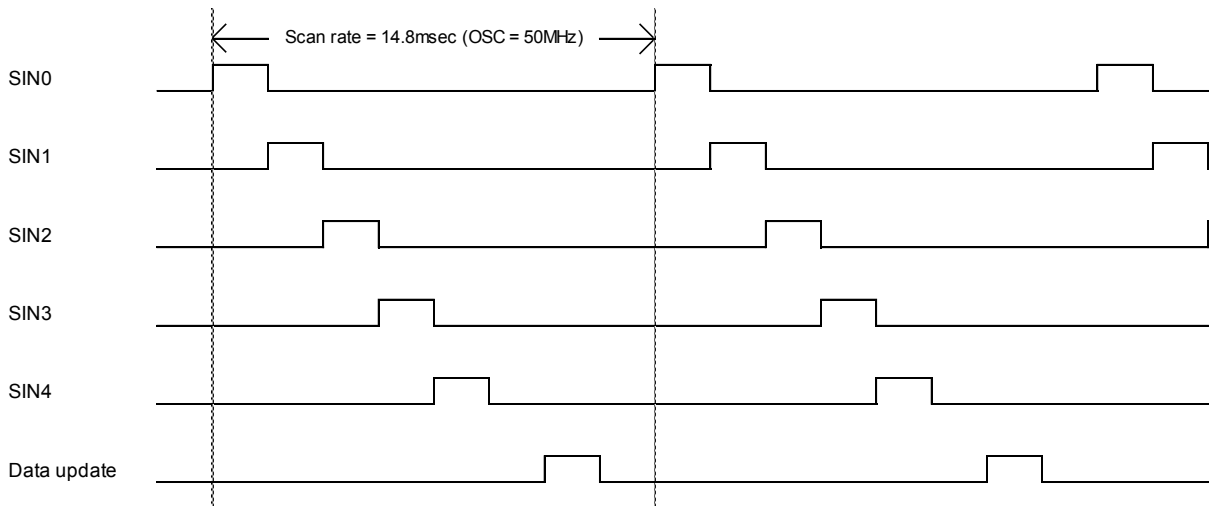 Scan rate = 14.8msec (OSC = 50MHz)
SIN0
SIN1
SIN2
SIN3
SIN4
Data update